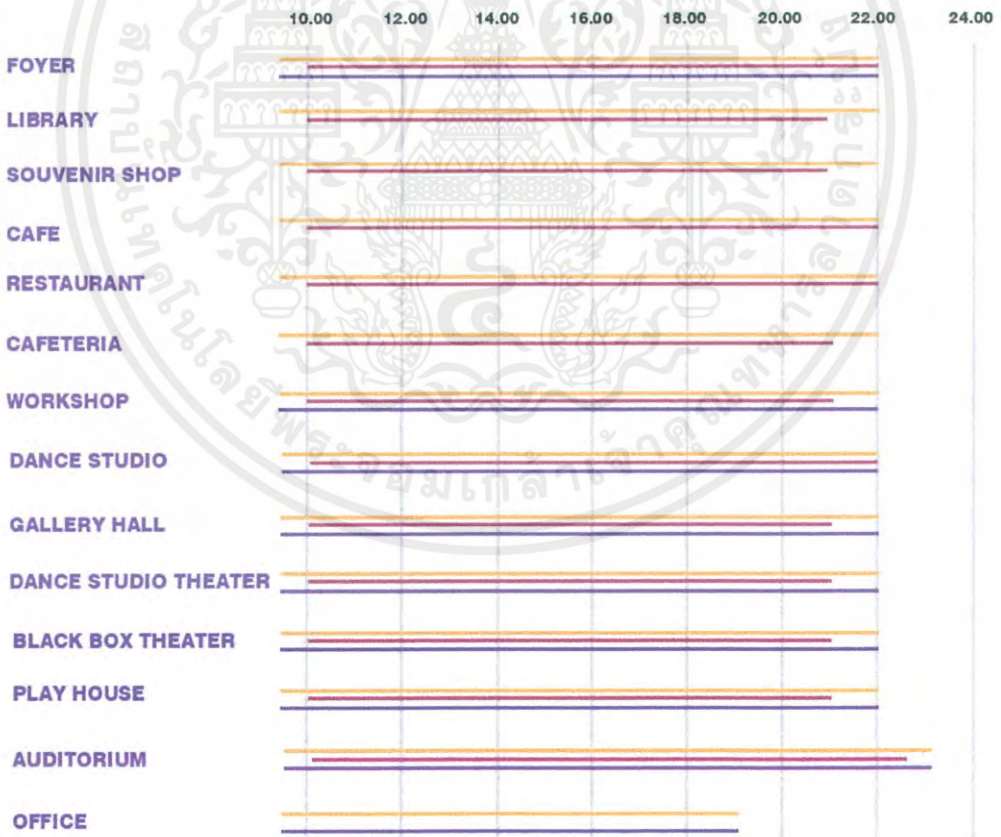 10.00 12.00 14.00 16.00 18.00 20.00 22.00 24.00
FOYER
LIBRARY
SOUVENIR SHOP
CAFE
RESTAURANT
CAFETERIA
WORKSHOP
DANCE STUDIO
GALLERY HALL
DANCE STUDIO THEATER
BLACK BOX THEATER
PLAY HOUSE
AUDITORIUM
OFFICE